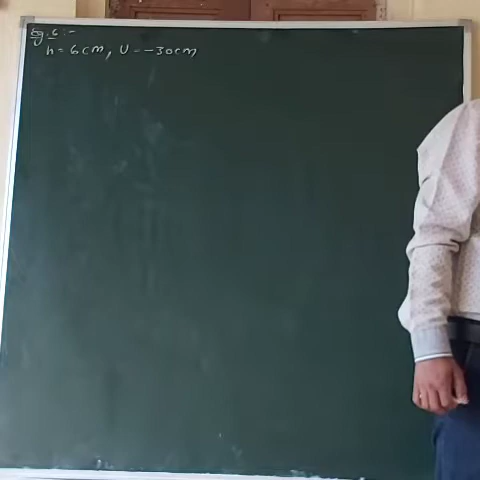 Eg. 6 :-
h = 6cm, U = -30cm